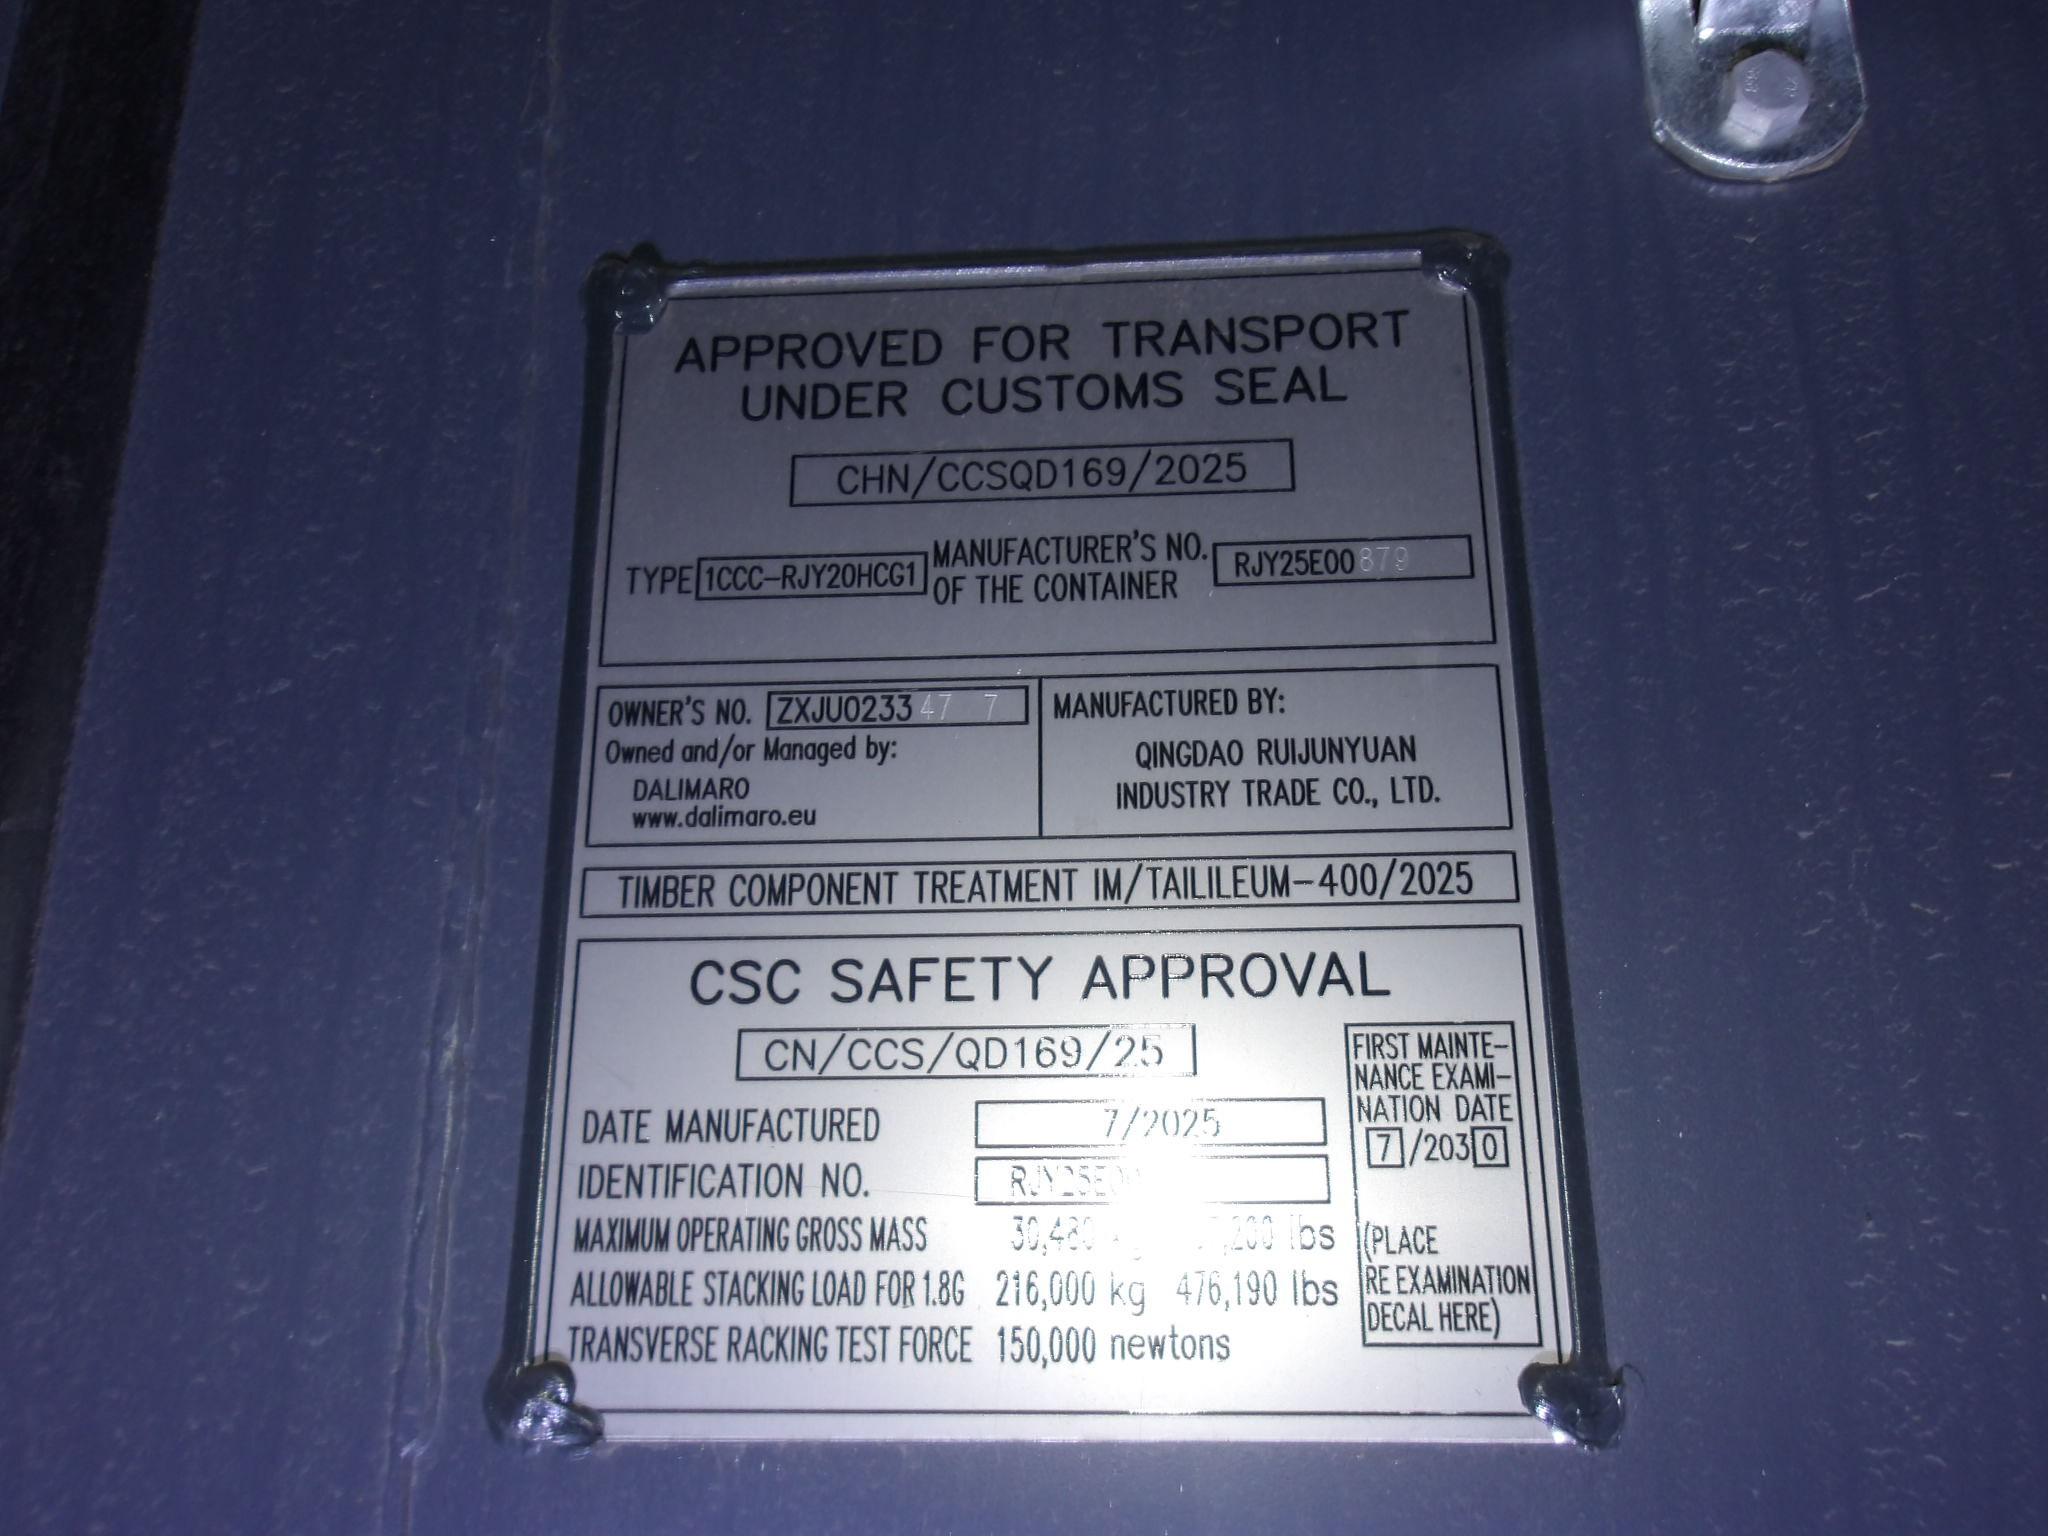 APPROVED FOR TRANSPORT
UNDER CUSTOMS SEAL
CHN/CCSQD169/2025
TYPE 1CCC-RJY20HCG1 MANUFACTURER'S NO. OF THE CONTAINER RJY25E00879
OWNER'S NO. ZXJU023347 7
Owned and/or Managed by:
DALIMARO
www.dalimaro.eu
MANUFACTURED BY:
QINGDAO RUIJUNYUAN
INDUSTRY TRADE CO., LTD.
TIMBER COMPONENT TREATMENT IM/TAILILEUM-400/2025
CSC SAFETY APPROVAL
CN/CCS/QD169/25
DATE MANUFACTURED 7/2025
IDENTIFICATION NO.
MAXIMUM OPERATING GROSS MASS 30,480 lbs
ALLOWABLE STACKING LOAD FOR 1.8G 216,000 kg 476,190 lbs
TRANSVERSE RACKING TEST FORCE 150,000 newtons
FIRST MAINTE-
NANCE EXAMI-
NATION DATE
7/2030
(PLACE
RE EXAMINATION
DECAL HERE)